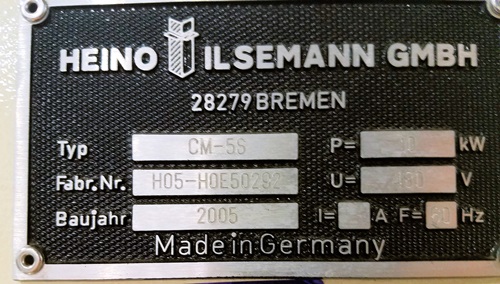 HEINO ILSEMANN GMBH
28279 BREMEN
Typ CM-5S P= kW
Fabr.Nr. U= V
Baujahr 2005 I= A F= Hz
Made in Germany